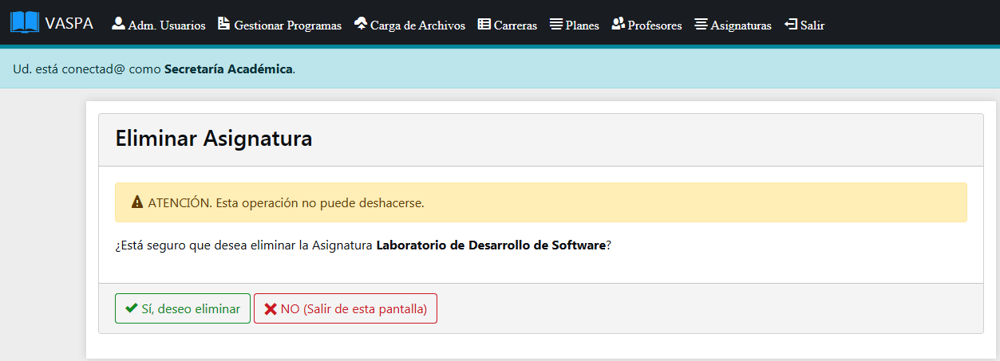 VASPA Adm. Usuarios Gestionar Programas Carga de Archivos Carreras Planes Profesores Asignaturas Salir
Ud. está conectad@ como Secretaría Académica.
Eliminar Asignatura
ATENCIÓN. Esta operación no puede deshacerse.
¿Está seguro que desea eliminar la Asignatura Laboratorio de Desarrollo de Software?
Sí, deseo eliminar NO (Salir de esta pantalla)